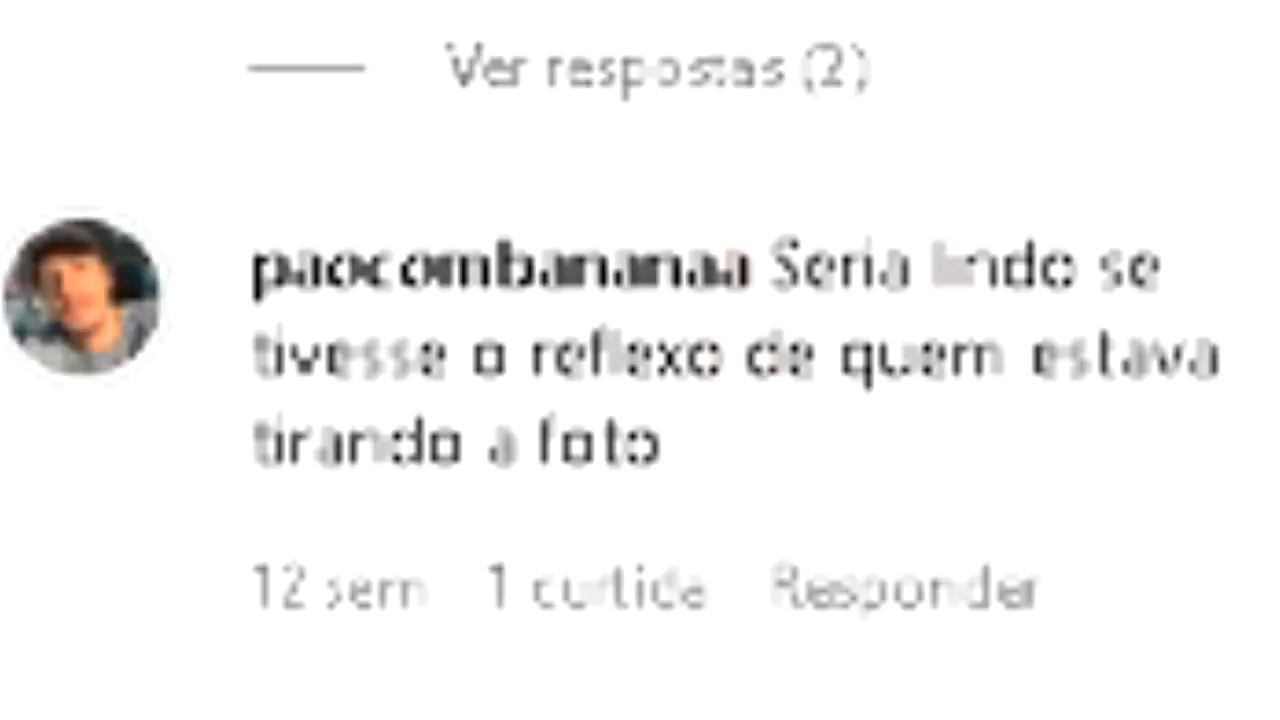 Ver respostas (2)
paocombananaa Seria lindo se
tivesse o reflexo de quem estava
tirando a foto
12 sem 1 curtida Responder